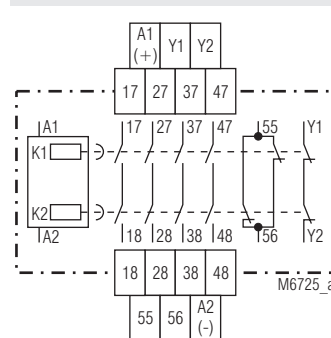 A1 (+) Y1 Y2
17 27 37 47
A1 17 27 37 47 55 Y1
K1
K2
A2 18 28 38 48 56 Y2
18 28 38 48
M6725_a
55 56 A2 (-)